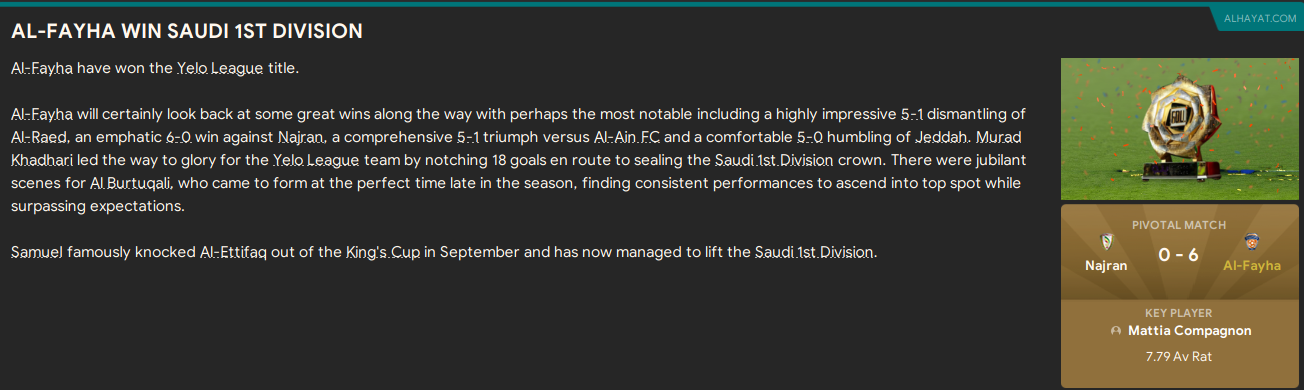 AL-FAYHA WIN SAUDI 1ST DIVISION
ALHAYAT.COM
Al-Fayha have won the Yelo League title.
Al-Fayha will certainly look back at some great wins along the way with perhaps the most notable including a highly impressive 5-1 dismantling of
Al-Raed, an emphatic 6-0 win against Najran, a comprehensive 5-1 triumph versus Al-Ain FC and a comfortable 5-0 humbling of Jeddah. Murad
Khadhari led the way to glory for the Yelo League team by notching 18 goals en route to sealing the Saudi 1st Division crown. There were jubilant
scenes for Al Burtuqali, who came to form at the perfect time late in the season, finding consistent performances to ascend into top spot while
surpassing expectations.
Samuel famously knocked Al-Ettifaq out of the King's Cup in September and has now managed to lift the Saudi 1st Division.
PIVOTAL MATCH
0 - 6
Najran
Al-Fayha
KEY PLAYER
Mattia Compagnon
7.79 Av Rat